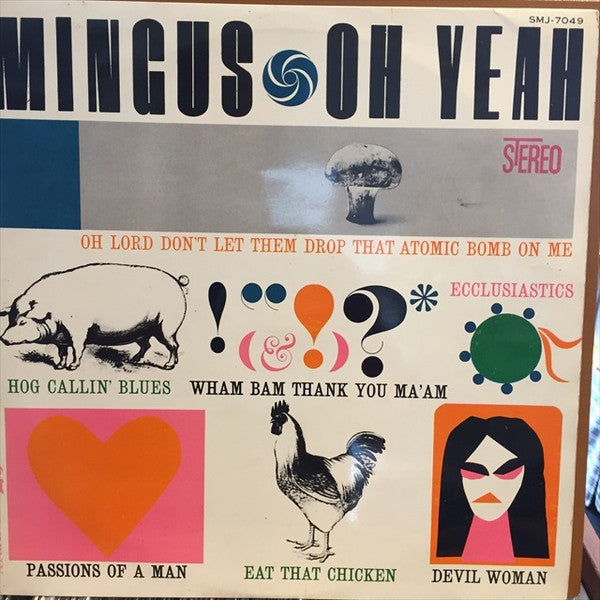 SMJ-7049
MINGUS OH YEAH
STEREO
OH LORD DON'T LET THEM DROP THAT ATOMIC BOMB ON ME
!“(&!)?*
ECCLUSIASTICS
HOG CALLIN' BLUES
WHAM BAM THANK YOU MA'AM
PASSIONS OF A MAN
EAT THAT CHICKEN
DEVIL WOMAN